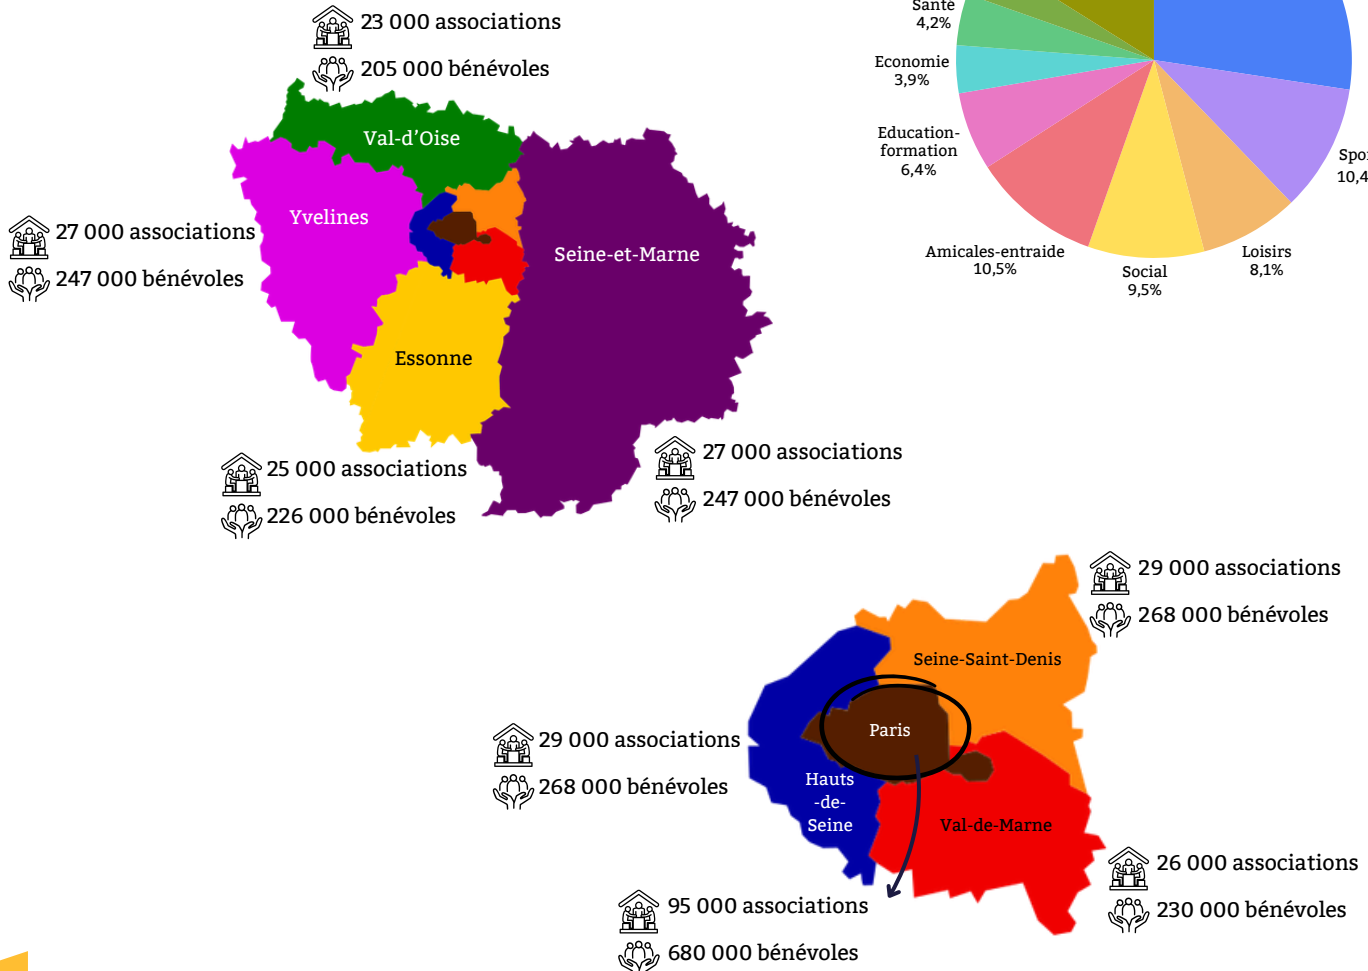 23 000 associations
205 000 bénévoles
Val-d’Oise
Yvelines
27 000 associations
247 000 bénévoles
Seine-et-Marne
Essonne
25 000 associations
226 000 bénévoles
27 000 associations
247 000 bénévoles
Santé
4,2%
Economie
3,9%
Education-
formation
6,4%
Amicales-entraide
10,5%
Social
9,5%
Loisirs
8,1%
10,4
29 000 associations
268 000 bénévoles
Seine-Saint-Denis
Paris
29 000 associations
268 000 bénévoles
Hauts
-de-
Seine
Val-de-Marne
26 000 associations
230 000 bénévoles
95 000 associations
680 000 bénévoles